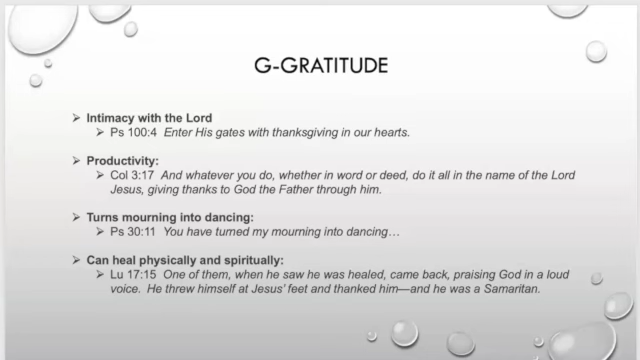 G-GRATITUDE
➢ Intimacy with the Lord
➢ Ps 100:4 Enter His gates with thanksgiving in our hearts.
➢ Productivity:
➢ Col 3:17 And whatever you do, whether in word or deed, do it all in the name of the Lord
Jesus, giving thanks to God the Father through him.
➢ Turns mourning into dancing:
➢ Ps 30:11 You have turned my mourning into dancing…
➢ Can heal physically and spiritually:
➢ Lu 17:15 One of them, when he saw he was healed, came back, praising God in a loud
voice. He threw himself at Jesus’ feet and thanked him—and he was a Samaritan.